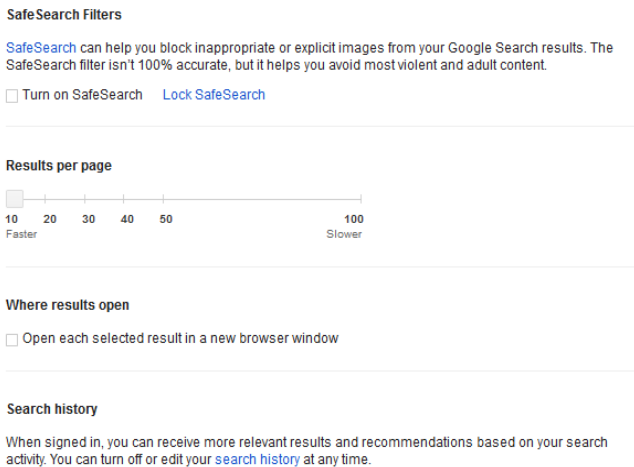 SafeSearch Filters
SafeSearch can help you block inappropriate or explicit images from your Google Search results. The
SafeSearch filter isn't 100% accurate, but it helps you avoid most violent and adult content.
Turn on SafeSearch Lock SafeSearch
Results per page
10 20 30 40 50 100
Faster Slower
Where results open
Open each selected result in a new browser window
Search history
When signed in, you can receive more relevant results and recommendations based on your search
activity. You can turn off or edit your search history at any time.